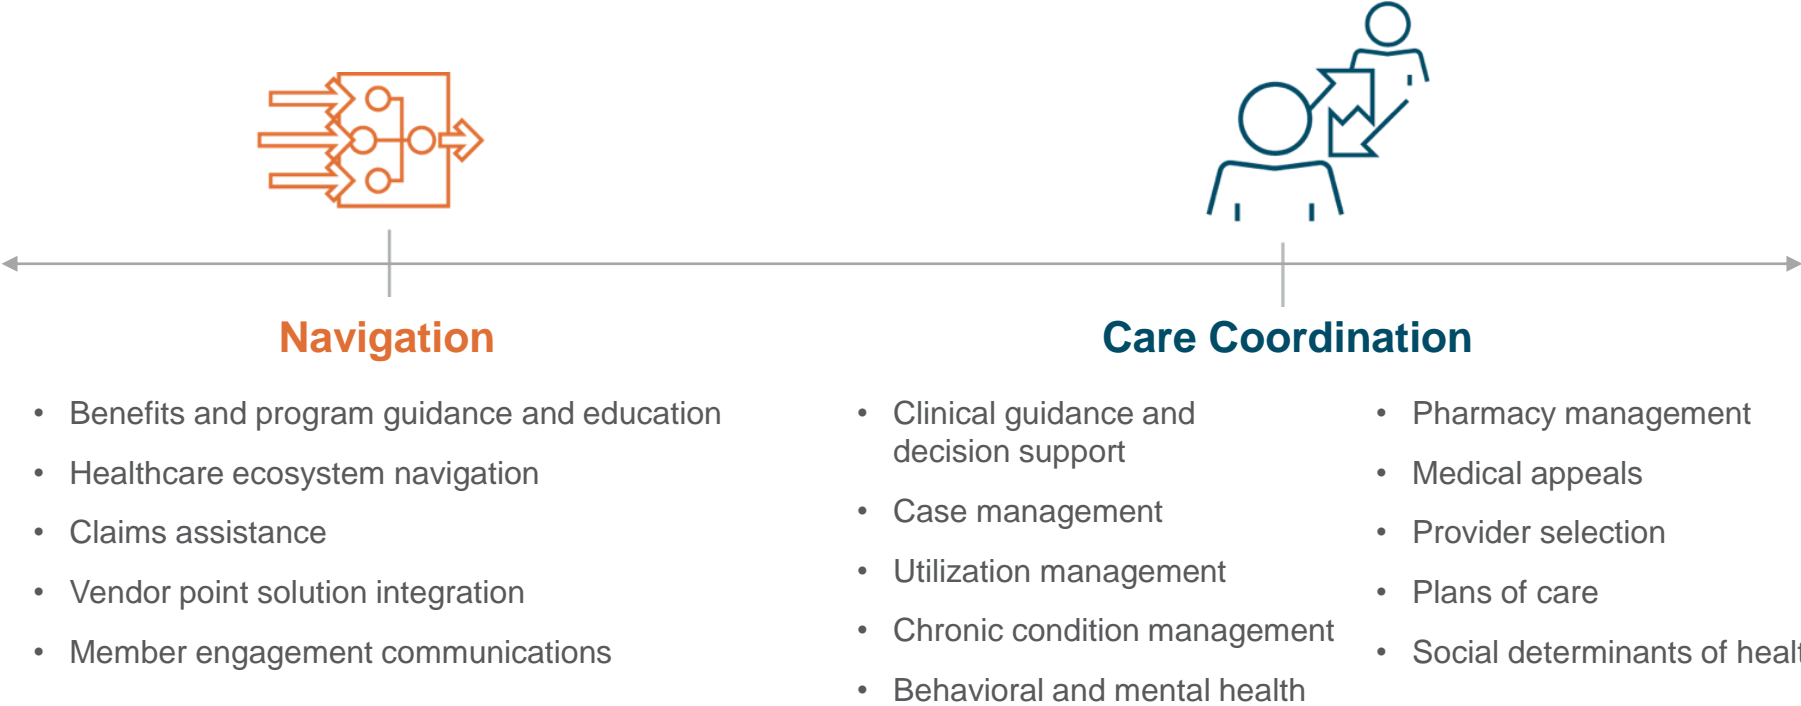 Navigation
• Benefits and program guidance and education
• Healthcare ecosystem navigation
• Claims assistance
• Vendor point solution integration
• Member engagement communications
Care Coordination
• Clinical guidance and
decision support
• Case management
• Utilization management
• Chronic condition management
• Behavioral and mental health
• Pharmacy management
• Medical appeals
• Provider selection
• Plans of care
• Social determinants of